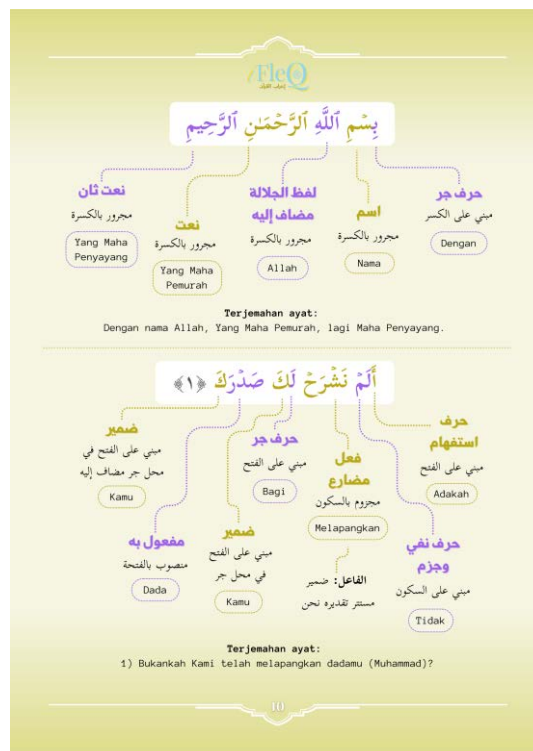 iFleQ
إعراب القرآن
بِسْمِ ٱللَّهِ ٱلرَّحْمَـٰنِ ٱلرَّحِيمِ
حرف جر
مبني على الكسر
Dengan
اسم
مجرور بالكسرة
Nama
لفظ الجلالة
مضاف إليه
مجرور بالكسرة
Allah
نعت
مجرور بالكسرة
Yang Maha
Pemurah
نعت ثان
مجرور بالكسرة
Yang Maha
Penyayang
Terjemahan ayat:
Dengan nama Allah, Yang Maha Pemurah, lagi Maha Penyayang.
أَلَمْ نَشْرَحْ لَكَ صَدْرَكَ ﴿١﴾
حرف
استفهام
مبني على الفتح
Adakah
حرف نفي
وجزم
مبني على السكون
Tidak
فعل
مضارع
مجزوم بالسكون
Melapangkan
الفاعل: ضمير
مستتر تقديره نحن
حرف جر
مبني على الفتح
Bagi
ضمير
مبني على الفتح
في محل جر
Kamu
مفعول به
منصوب بالفتحة
Dada
ضمير
مبني على الفتح في
محل جر مضاف إليه
Kamu
Terjemahan ayat:
1) Bukankah Kami telah melapangkan dadamu (Muhammad)?
10